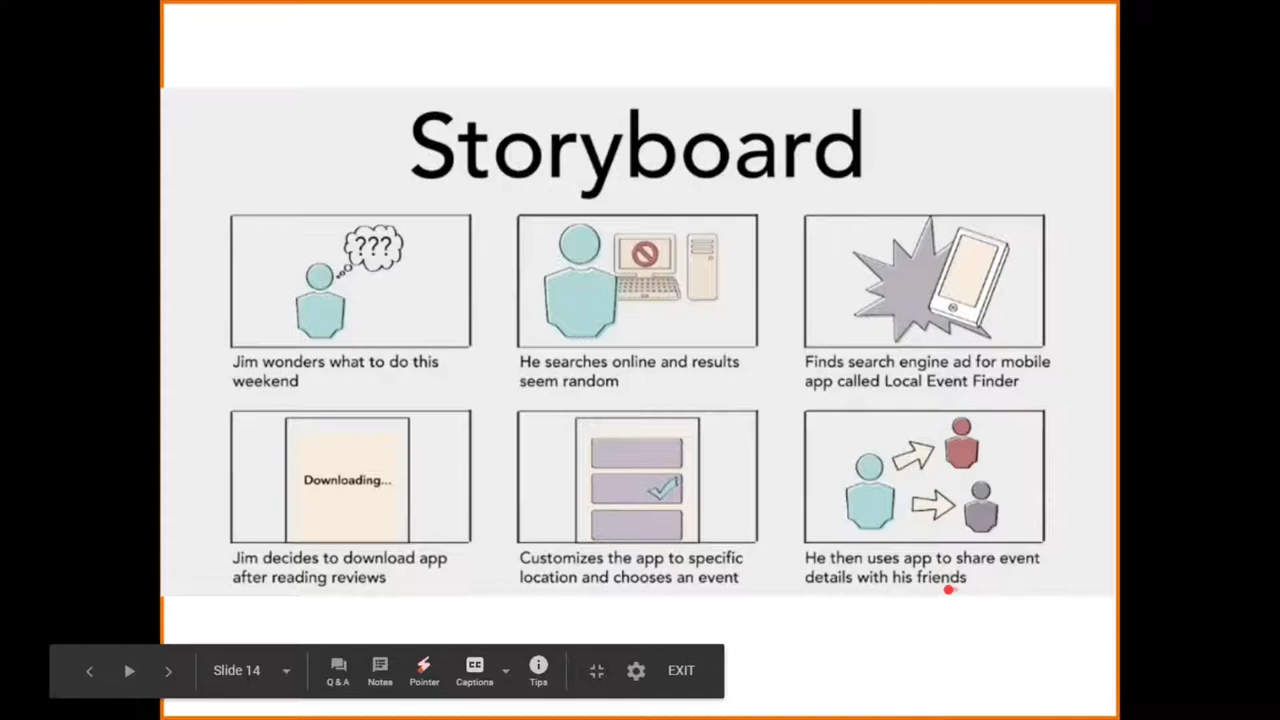 Storyboard
???
Jim wonders what to do this
weekend
He searches online and results
seem random
Finds search engine ad for mobile
app called Local Event Finder
Downloading...
Jim decides to download app
after reading reviews
Customizes the app to specific
location and chooses an event
He then uses app to share event
details with his friends
Slide 14
Q & A
Notes
Pointer
CC
Captions
Tips
EXIT